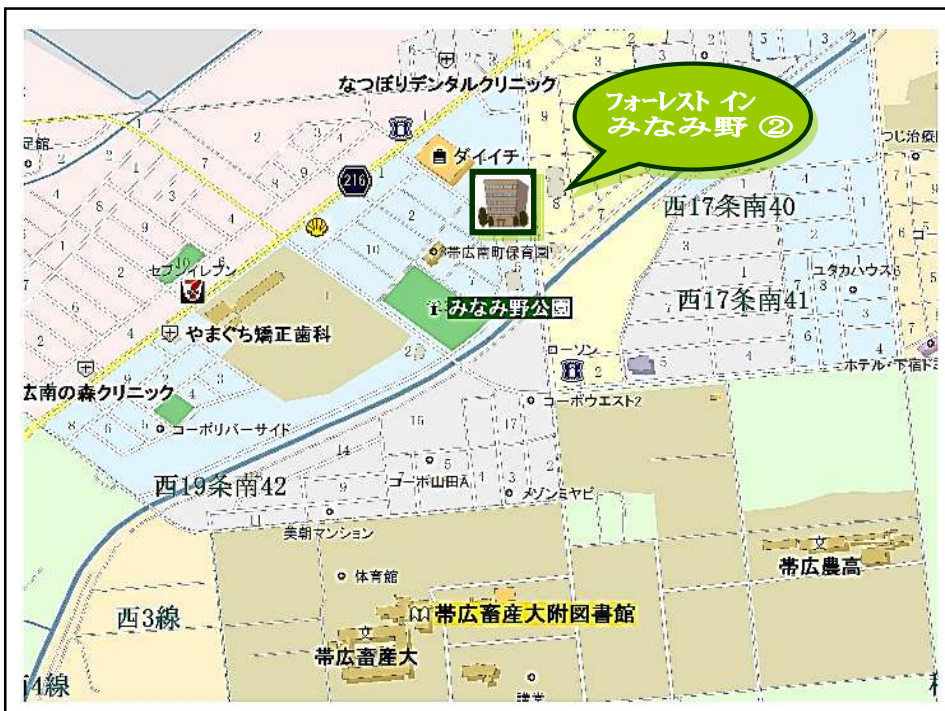 なつぼりデンタルクリニック
フォーレスト イン
みなみ野 ②
ダイイチ
216
西17条南40
帯広南町保育園
セブンイレブン
ユタカハウス6
みなみ野公園
西17条南41
やまぐち矯正歯科
ローソン
広南の森クリニック
コーポウエスト2
コーポリバーサイド
西19条南42
コーポ山田A
メゾンミヤビ
美朝マンション
体育館
帯広農高
西3線
帯広畜産大附図書館
帯広畜産大
講堂